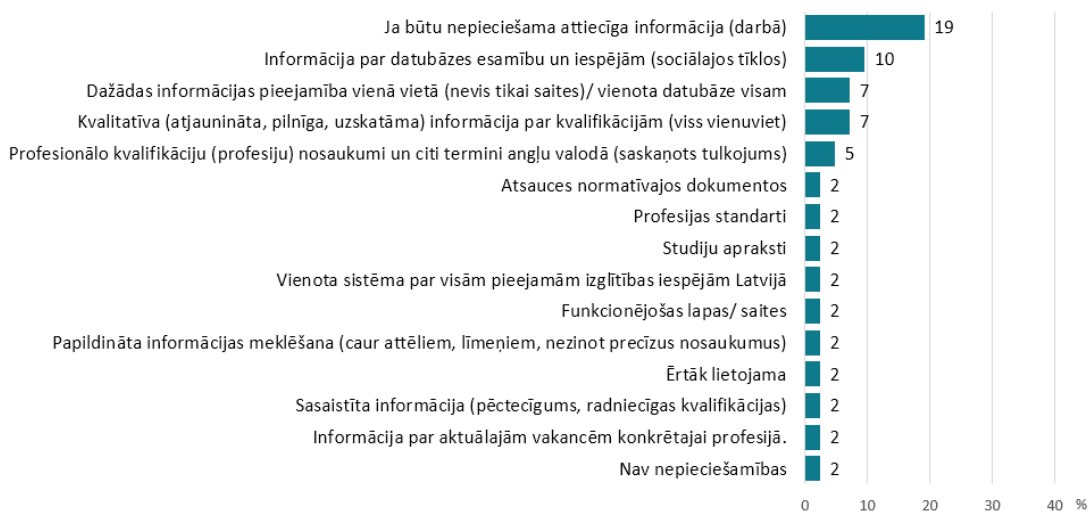 Ja būtu nepieciešama attiecīga informācija (darbā) 19
Informācija par datubāzes esamību un iespējām (sociālajos tīklos) 10
Dažādas informācijas pieejamība vienā vietā (nevis tikai saites)/ vienota datubāze visam 7
Kvalitatīva (atjaunināta, pilnīga, uzskatāma) informācija par kvalifikācijām (viss vienuviet) 7
Profesionālo kvalifikāciju (profesiju) nosaukumi un citi termini angļu valodā (saskaņots tulkojums) 5
Atsauces normatīvajos dokumentos 2
Profesijas standarti 2
Studiju apraksti 2
Vienota sistēma par visām pieejamām izglītības iespējām Latvijā 2
Funkcionējošas lapas/ saites 2
Papildināta informācijas meklēšana (caur attēliem, līmeņiem, nezinot precīzus nosaukumus) 2
Ērtāk lietojama 2
Sasaistīta informācija (pēctecīgums, radniecīgas kvalifikācijas) 2
Informācija par aktuālajām vakancēm konkrētajai profesijā. 2
Nav nepieciešamības 2
0 10 20 30 40 %